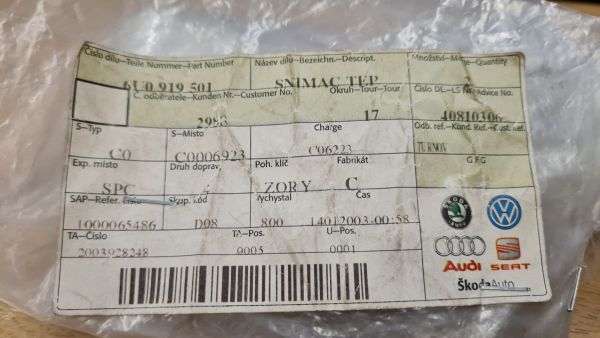 Číslo dílu–Teile Nummer–Part Number Název dílu–Bezeichn.–Descript. Množství–Menge–Quantity
6U0 919 501 SNIMAC TEP
Č. odběratele–Kunden Nr.–Customer No. Okruh–Tour–Tour Číslo DL–LS Nr.–Advice No.
2998 17 40810306
S–Typ S–Místo Charge Odb. ref.–Kund. Ref.–Cust. Ref.
C0 C0006923 C06223 TURNOV
Exp. místo Druh doprav. Poh. klíč Fabrikát GFG
SPC ZORY C
SAP–Refer. číslo Skup. kód Vychystal Čas
1000065486 D08 800 14012003-00:58
TA–Číslo TA–Pos. U–Pos.
2003928248 0005 0001
Audi SEAT
ŠkodaAuto